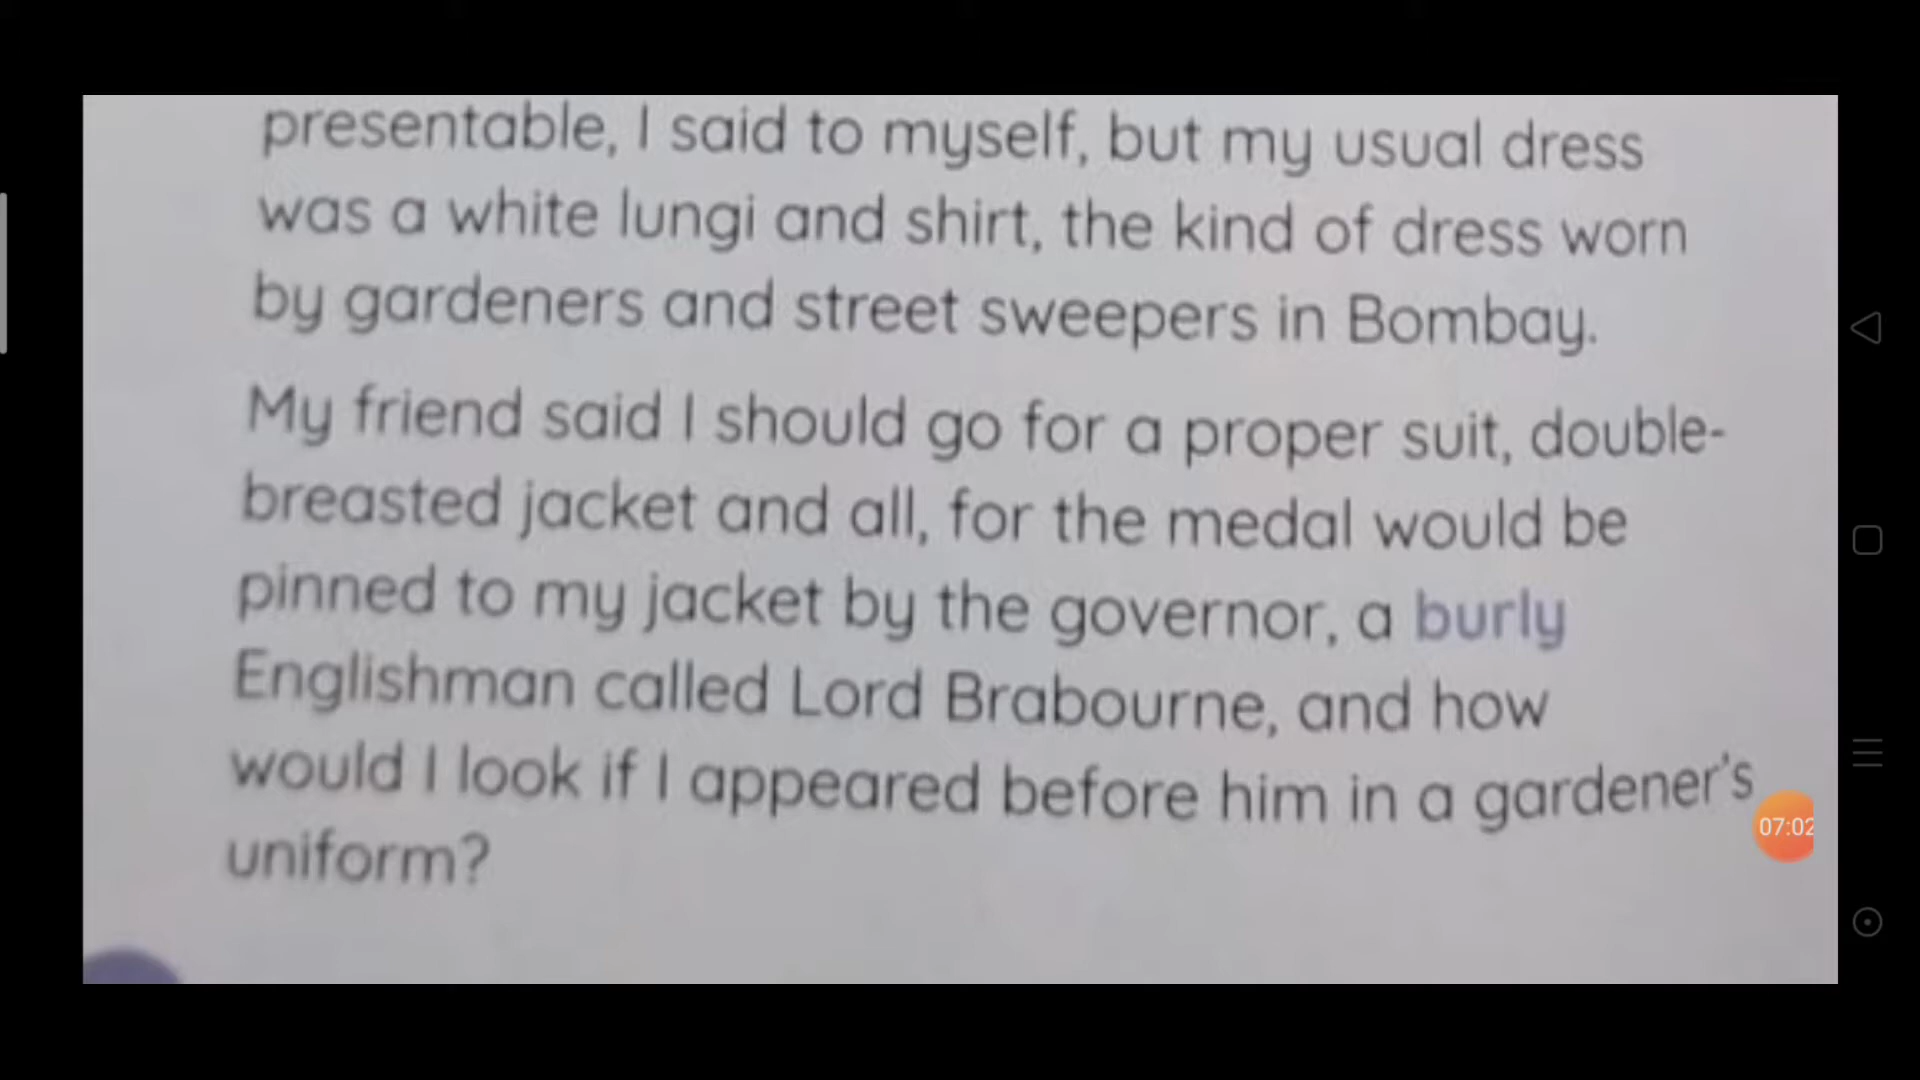 presentable, I said to myself, but my usual dress
was a white lungi and shirt, the kind of dress worn
by gardeners and street sweepers in Bombay.
My friend said I should go for a proper suit, double-
breasted jacket and all, for the medal would be
pinned to my jacket by the governor, a burly
Englishman called Lord Brabourne, and how
would I look if I appeared before him in a gardener's
uniform?
07:02